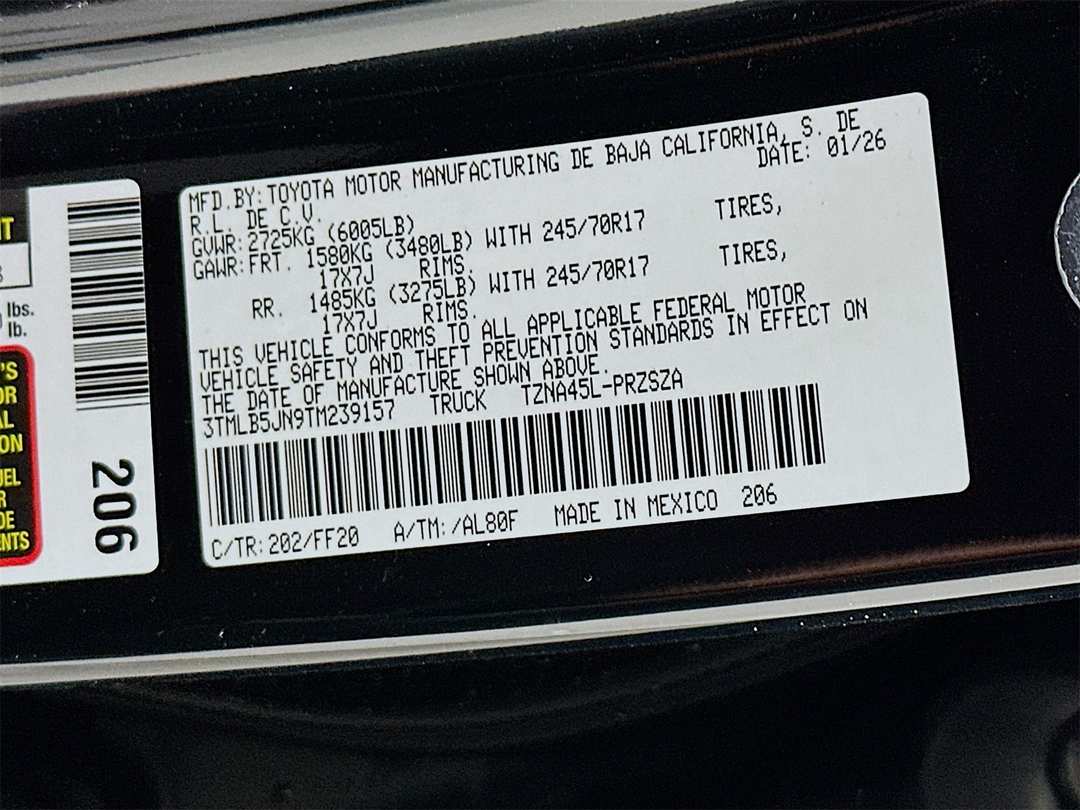 MFD.BY:TOYOTA MOTOR MANUFACTURING DE BAJA CALIFORNIA, S. DE
R.L. DE C.V. DATE: 01/26
GVWR:2725KG (6005LB)
GAWR:FRT. 1580KG (3480LB) WITH 245/70R17 TIRES,
17X7J RIMS.
RR. 1485KG (3275LB) WITH 245/70R17 TIRES,
17X7J RIMS.
THIS VEHICLE CONFORMS TO ALL APPLICABLE FEDERAL MOTOR
VEHICLE SAFETY AND THEFT PREVENTION STANDARDS IN EFFECT ON
THE DATE OF MANUFACTURE SHOWN ABOVE.
3TMLB5JN9TM239157 TRUCK TZNA45L-PRZSZA
C/TR:202/FF20 A/TM:/AL80F MADE IN MEXICO 206
lbs.
lb.
206